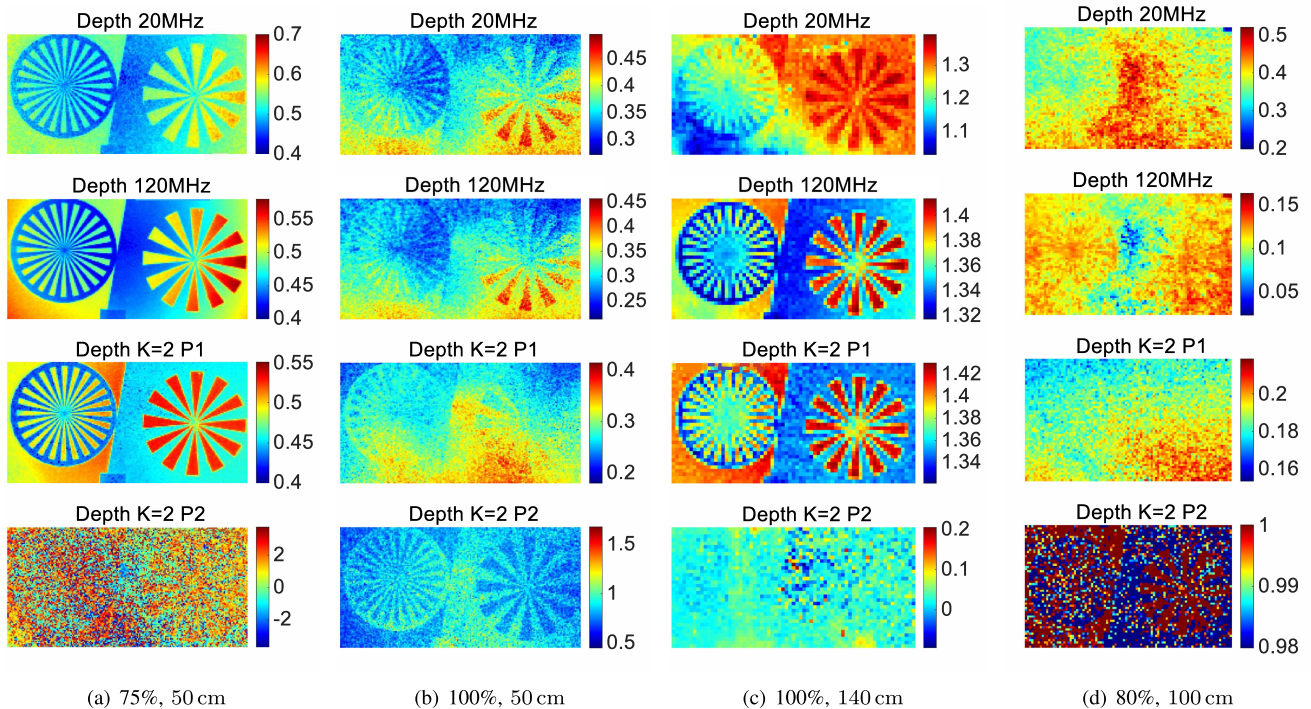 Depth 20MHz
0.7
0.6
0.5
0.4
Depth 120MHz
0.55
0.5
0.45
0.4
Depth K=2 P1
0.55
0.5
0.45
0.4
Depth K=2 P2
2
0
-2
(a) 75%, 50 cm
Depth 20MHz
0.45
0.4
0.35
0.3
Depth 120MHz
0.45
0.4
0.35
0.3
0.25
Depth K=2 P1
0.4
0.3
0.2
Depth K=2 P2
1.5
1
0.5
(b) 100%, 50 cm
Depth 20MHz
1.3
1.2
1.1
Depth 120MHz
1.4
1.38
1.36
1.34
1.32
Depth K=2 P1
1.42
1.4
1.38
1.36
1.34
Depth K=2 P2
0.2
0.1
0
(c) 100%, 140 cm
Depth 20MHz
0.5
0.4
0.3
0.2
Depth 120MHz
0.15
0.1
0.05
Depth K=2 P1
0.2
0.18
0.16
Depth K=2 P2
1
0.99
0.98
(d) 80%, 100 cm